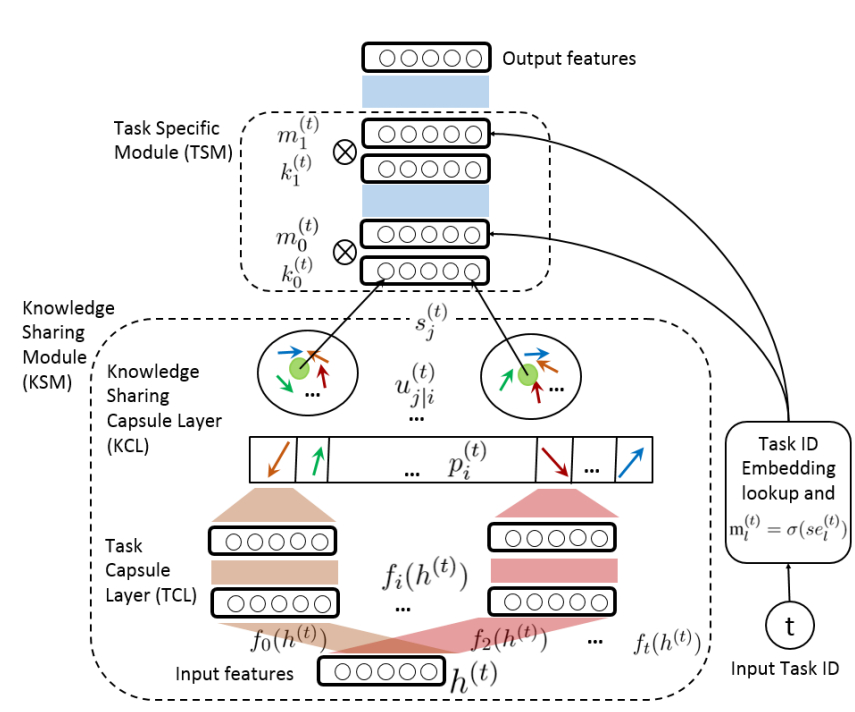 Output features
Task Specific
Module (TSM)
m_1^{(t)}
⊗
k_1^{(t)}
m_0^{(t)}
⊗
k_0^{(t)}
Knowledge
Sharing
Module
(KSM)
s_j^{(t)}
Knowledge
Sharing
Capsule Layer
(KCL)
...
u_{j|i}^{(t)}
...
...
... p_i^{(t)} ...
Task
Capsule
Layer (TCL)
f_i(h^{(t)})
...
f_0(h^{(t)}) f_2(h^{(t)}) ... f_t(h^{(t)})
Input features
h^{(t)}
Task ID
Embedding
lookup and
m_l^{(t)} = σ(se_l^{(t)})
t
Input Task ID